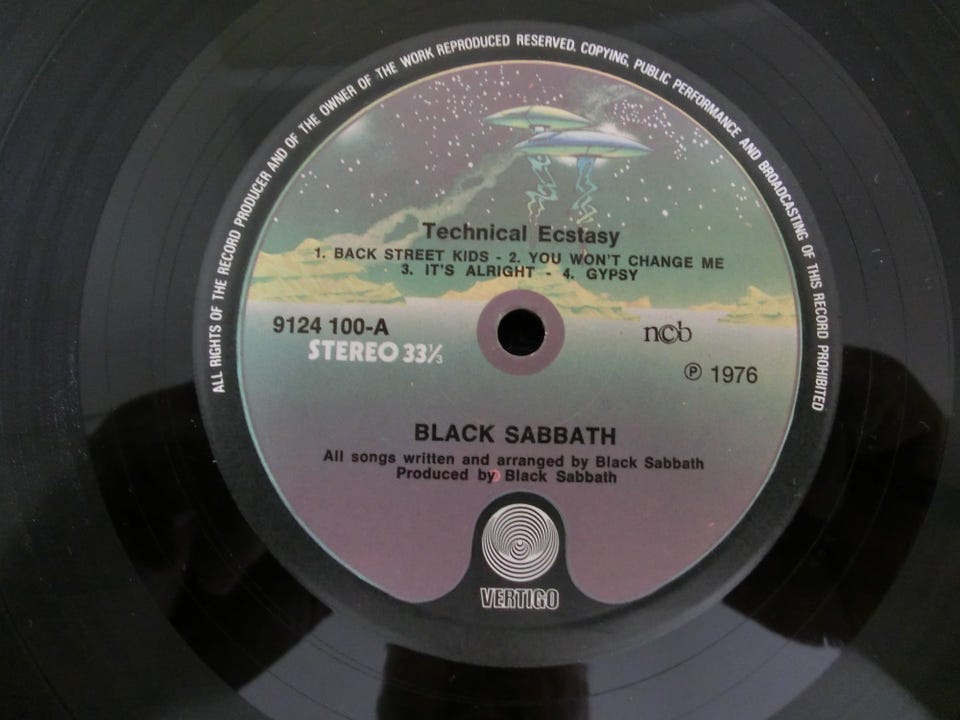 ALL RIGHTS OF THE RECORD PRODUCER AND OF THE OWNER OF THE WORK REPRODUCED RESERVED. COPYING, PUBLIC PERFORMANCE AND BROADCASTING OF THIS RECORD PROHIBITED
Technical Ecstasy
1. BACK STREET KIDS - 2. YOU WON'T CHANGE ME
3. IT'S ALRIGHT - 4. GYPSY
9124 100-A
STEREO 33⅓
ncb
℗ 1976
BLACK SABBATH
All songs written and arranged by Black Sabbath
Produced by Black Sabbath
VERTIGO